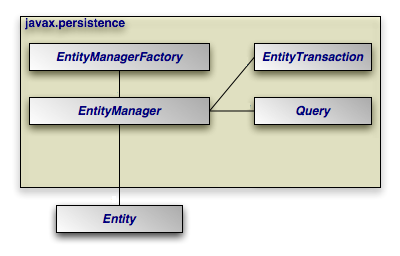 javax.persistence
EntityManagerFactory
EntityTransaction
EntityManager
Query
Entity